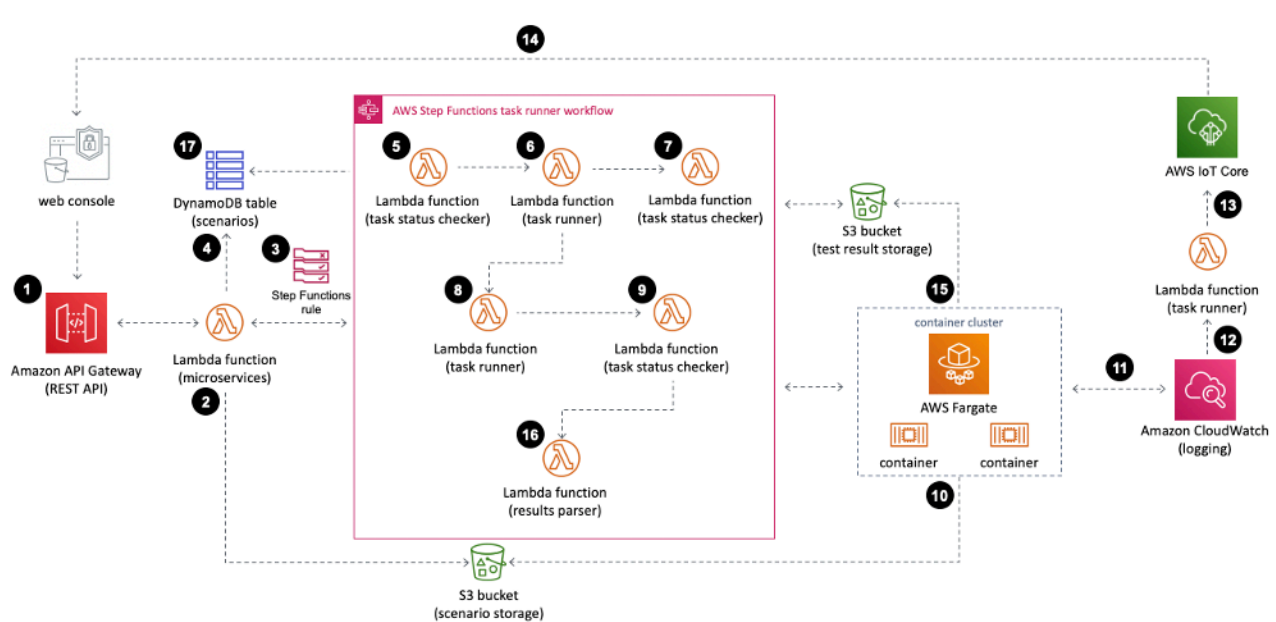 14
AWS Step Functions task runner workflow
web console
17
DynamoDB table
(scenarios)
5
Lambda function
(task status checker)
6
Lambda function
(task runner)
7
Lambda function
(task status checker)
S3 bucket
(test result storage)
AWS IoT Core
13
Lambda function
(task runner)
4
3
Step Functions
rule
1
Amazon API Gateway
(REST API)
Lambda function
(microservices)
2
8
Lambda function
(task runner)
9
Lambda function
(task status checker)
15
container cluster
AWS Fargate
container
container
10
11
12
Amazon CloudWatch
(logging)
16
Lambda function
(results parser)
S3 bucket
(scenario storage)